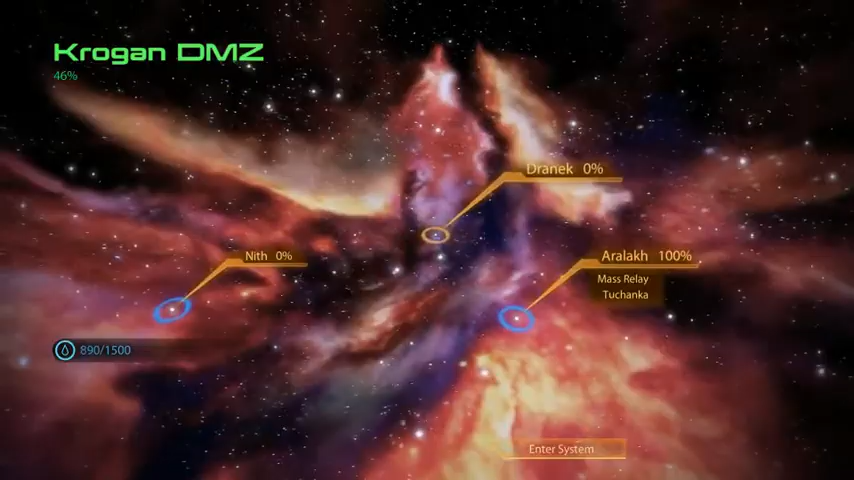 Krogan DMZ
46%
Dranek 0%
Nith 0%
Aralakh 100%
Mass Relay
Tuchanka
890/1500
Enter System